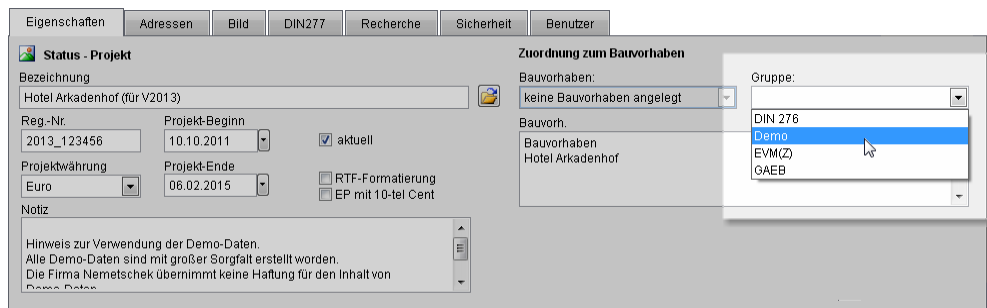 Eigenschaften Adressen Bild DIN277 Recherche Sicherheit Benutzer
Status - Projekt
Bezeichnung
Hotel Arkadenhof (für V2013)
Reg.-Nr. Projekt-Beginn
2013_123456 10.10.2011 aktuell
Projektwährung Projekt-Ende
Euro 06.02.2015 RTF-Formatierung
EP mit 10-tel Cent
Notiz
Hinweis zur Verwendung der Demo-Daten.
Alle Demo-Daten sind mit großer Sorgfalt erstellt worden.
Die Firma Nemetschek übernimmt keine Haftung für den Inhalt von
Demo-Daten
Zuordnung zum Bauvorhaben
Bauvorhaben:
keine Bauvorhaben angelegt
Bauvorh.
Bauvorhaben
Hotel Arkadenhof
Gruppe:
DIN 276
Demo
EVM(Z)
GAEB